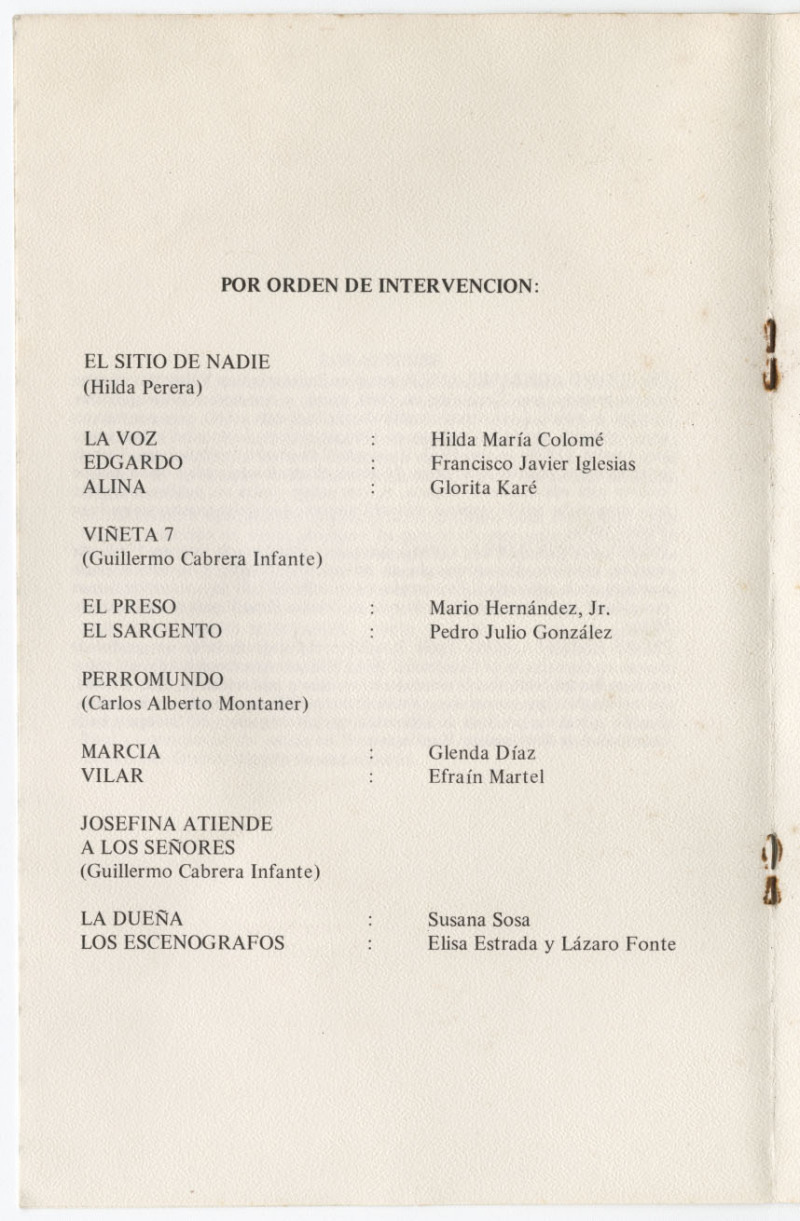 POR ORDEN DE INTERVENCION:
EL SITIO DE NADIE
(Hilda Perera)
LA VOZ : Hilda María Colomé
EDGARDO : Francisco Javier Iglesias
ALINA : Glorita Karé
VIÑETA 7
(Guillermo Cabrera Infante)
EL PRESO : Mario Hernández, Jr.
EL SARGENTO : Pedro Julio González
PERROMUNDO
(Carlos Alberto Montaner)
MARCIA : Glenda Díaz
VILAR : Efraín Martel
JOSEFINA ATIENDE
A LOS SEÑORES
(Guillermo Cabrera Infante)
LA DUEÑA : Susana Sosa
LOS ESCENOGRAFOS : Elisa Estrada y Lázaro Fonte